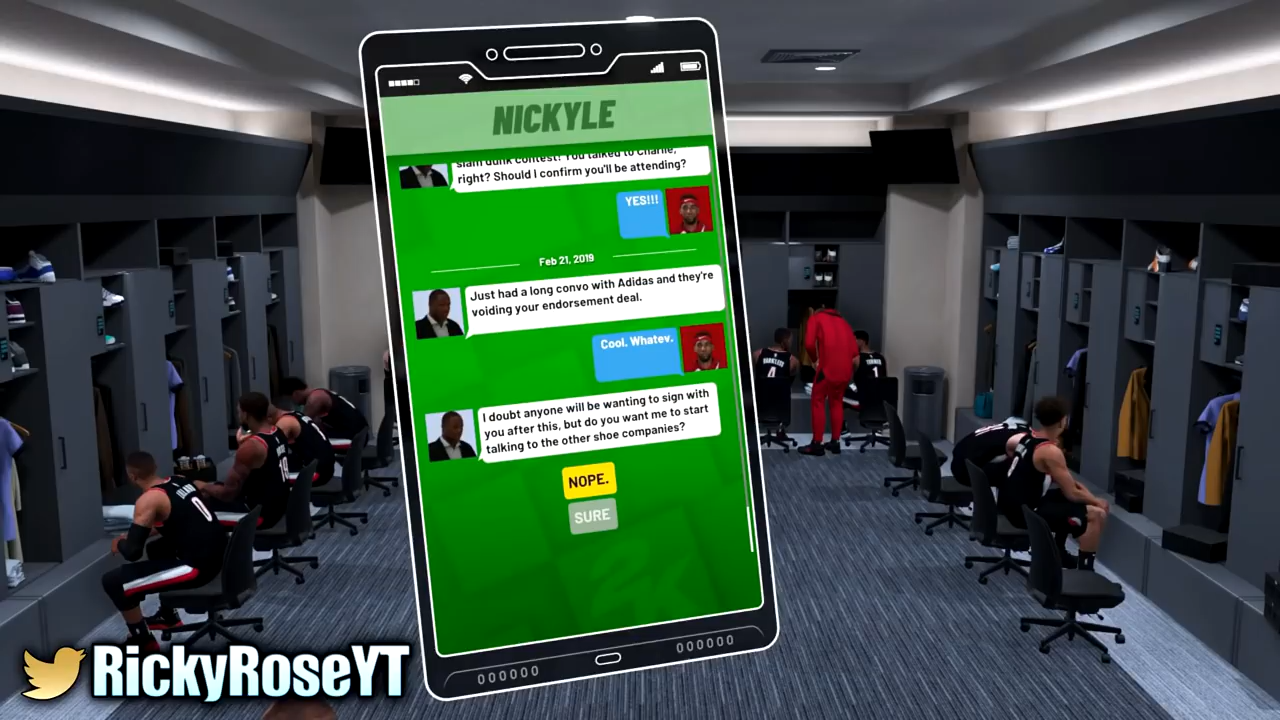 NICKYLE
slam dunk contest! You talked to Charlie,
right? Should I confirm you'll be attending?
YES!!!
Feb 21, 2019
Just had a long convo with Adidas and they're
voiding your endorsement deal.
Cool. Whatev.
I doubt anyone will be wanting to sign with
you after this, but do you want me to start
talking to the other shoe companies?
NOPE.
SURE
4
1
0
RickyRoseYT